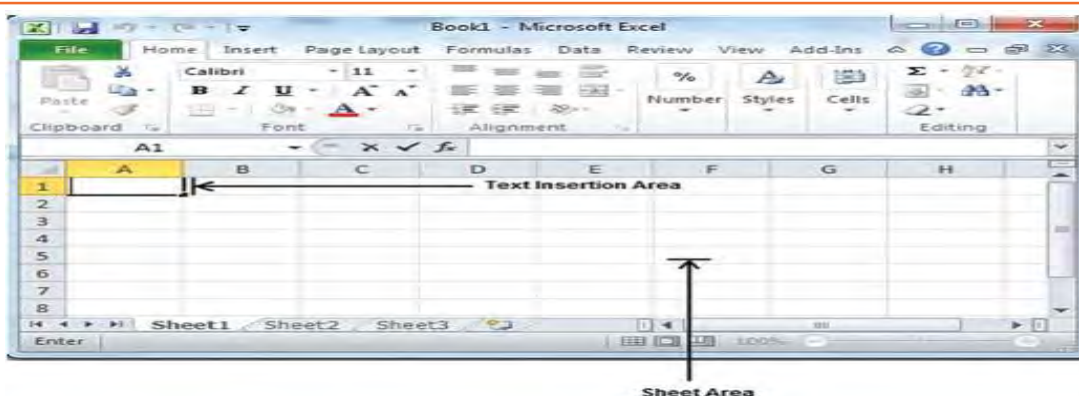 Book1 - Microsoft Excel
File Home Insert Page Layout Formulas Data Review View Add-Ins
Calibri 11 % Σ
Paste B I U A A Number Styles Cells
A
Clipboard Font Alignment Editing
A1 fx
A B C D E F G H
1 Text Insertion Area
2
3
4
5
6
7
8
Sheet1 Sheet2 Sheet3
Enter 100%
Sheet Area